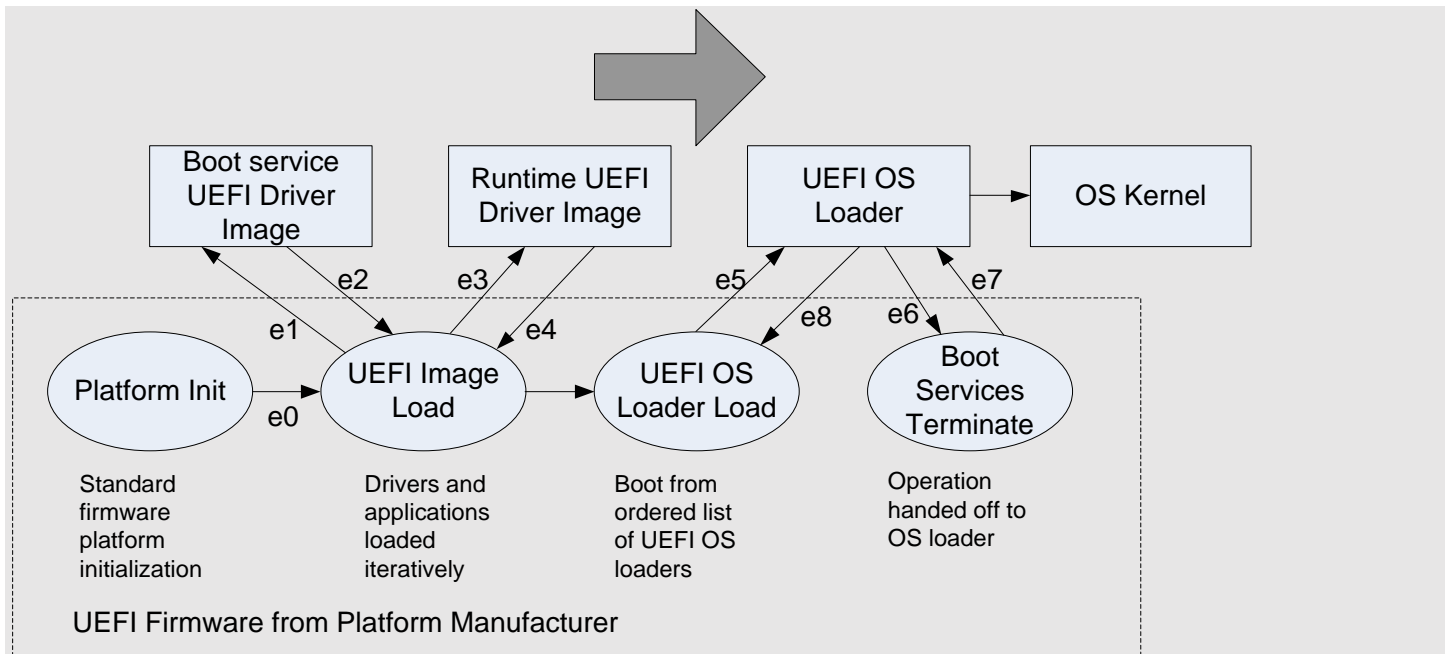 Boot service
UEFI Driver
Image
Runtime UEFI
Driver Image
UEFI OS
Loader
OS Kernel
e2
e3
e5
e7
e1
e4
e8
e6
Platform Init
e0
UEFI Image
Load
UEFI OS
Loader Load
Boot
Services
Terminate
Standard
firmware
platform
initialization
Drivers and
applications
loaded
iteratively
Boot from
ordered list
of UEFI OS
loaders
Operation
handed off to
OS loader
UEFI Firmware from Platform Manufacturer